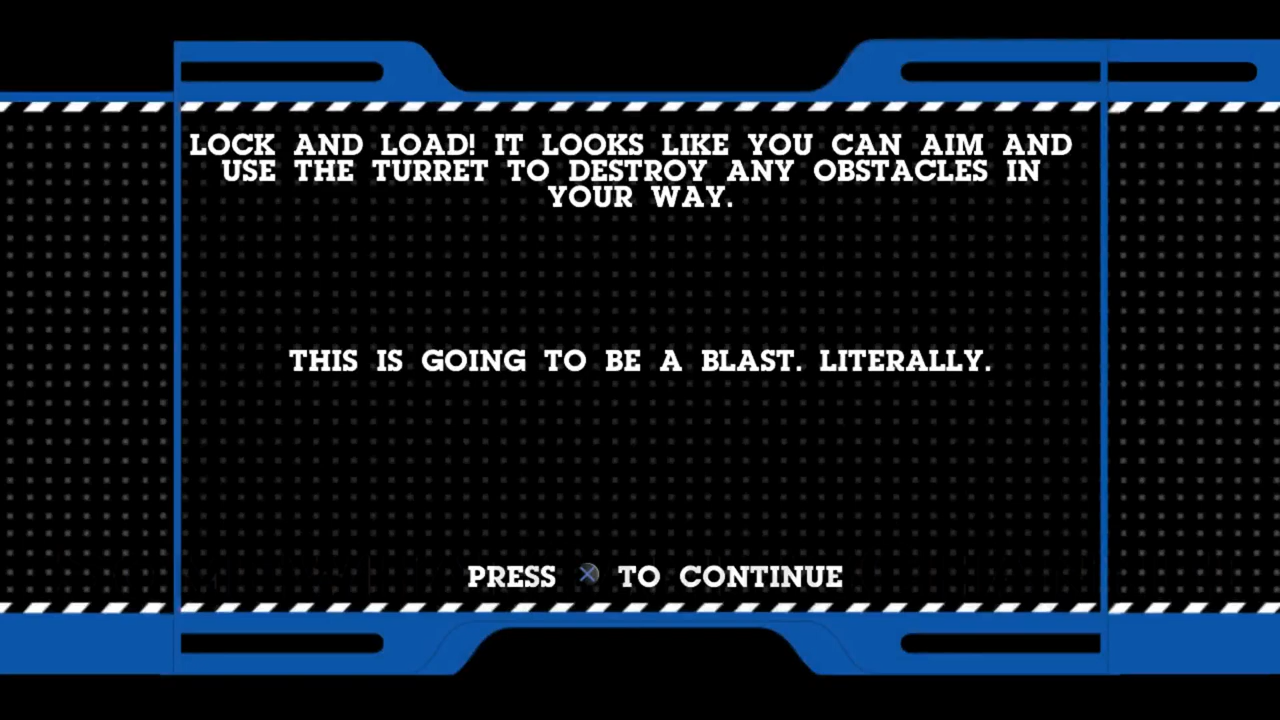 LOCK AND LOAD! IT LOOKS LIKE YOU CAN AIM AND
USE THE TURRET TO DESTROY ANY OBSTACLES IN
YOUR WAY.
THIS IS GOING TO BE A BLAST. LITERALLY.
PRESS TO CONTINUE